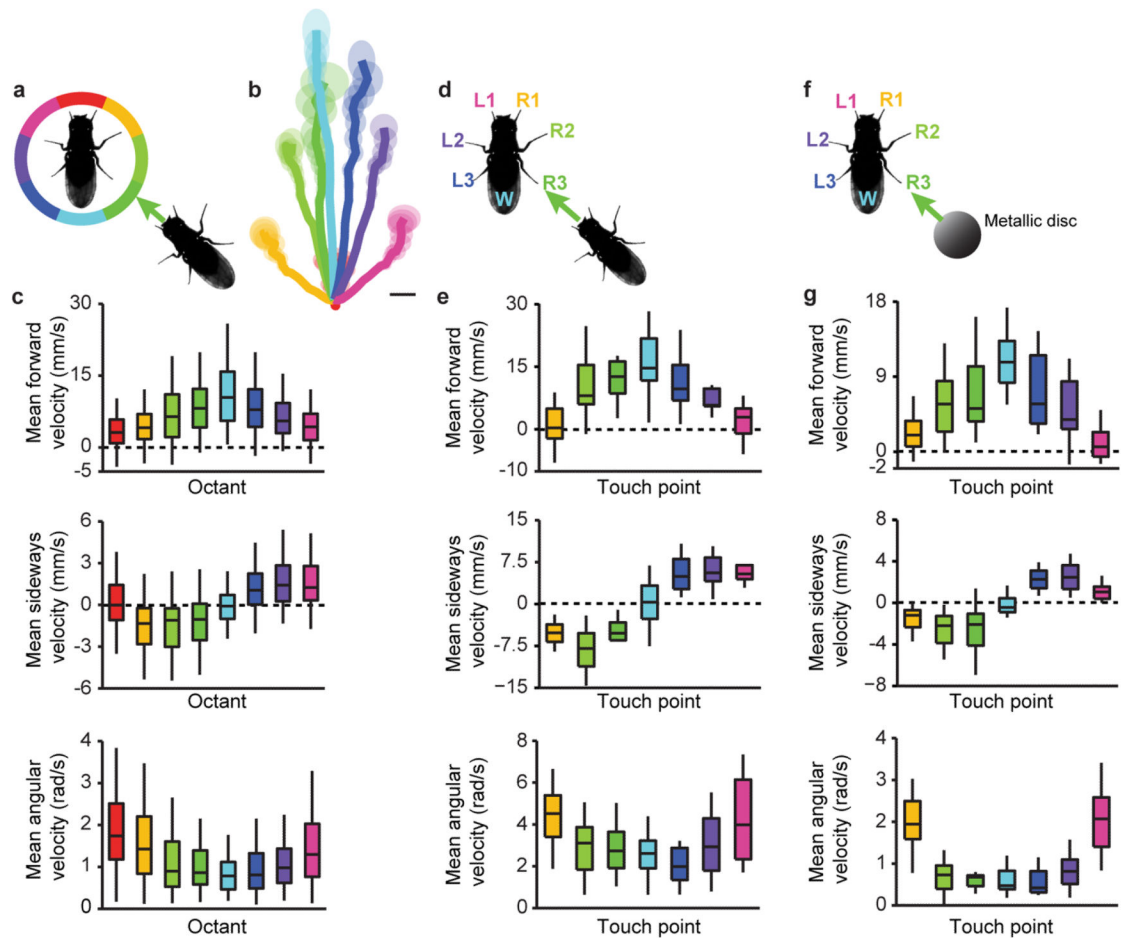 a
b
d
f
L1
R1
L2
R2
L3
R3
W
L1
R1
L2
R2
L3
R3
W
Metallic disc
c
Mean forward
velocity (mm/s)
30
15
0
-5
Octant
Mean sideways
velocity (mm/s)
6
3
0
-3
-6
Octant
Mean angular
velocity (rad/s)
4
3
2
1
0
Octant
e
Mean forward
velocity (mm/s)
30
15
0
-10
Touch point
Mean sideways
velocity (mm/s)
15
7.5
0
-7.5
−15
Touch point
Mean angular
velocity (rad/s)
8
6
4
2
0
Touch point
g
Mean forward
velocity (mm/s)
18
9
0
-2
Touch point
Mean sideways
velocity (mm/s)
8
4
0
-4
−8
Touch point
Mean angular
velocity (rad/s)
4
3
2
1
0
Touch point